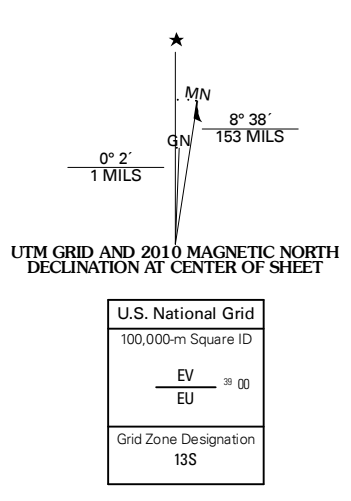 ★
MN
8° 38´
153 MILS
GN
0° 2´
1 MILS
UTM GRID AND 2010 MAGNETIC NORTH
DECLINATION AT CENTER OF SHEET
U.S. National Grid
100,000-m Square ID
EV
39 00
EU
Grid Zone Designation
13S